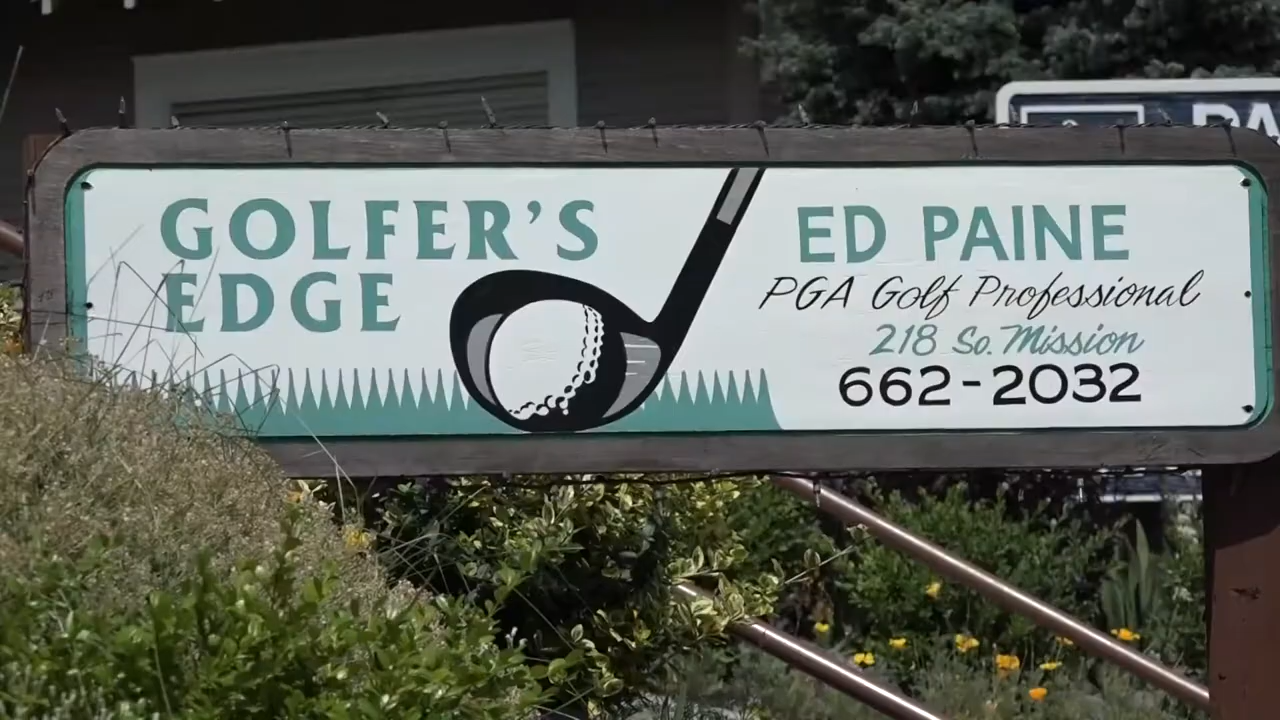 GOLFER'S
EDGE
ED PAINE
PGA Golf Professional
218 So. Mission
662-2032